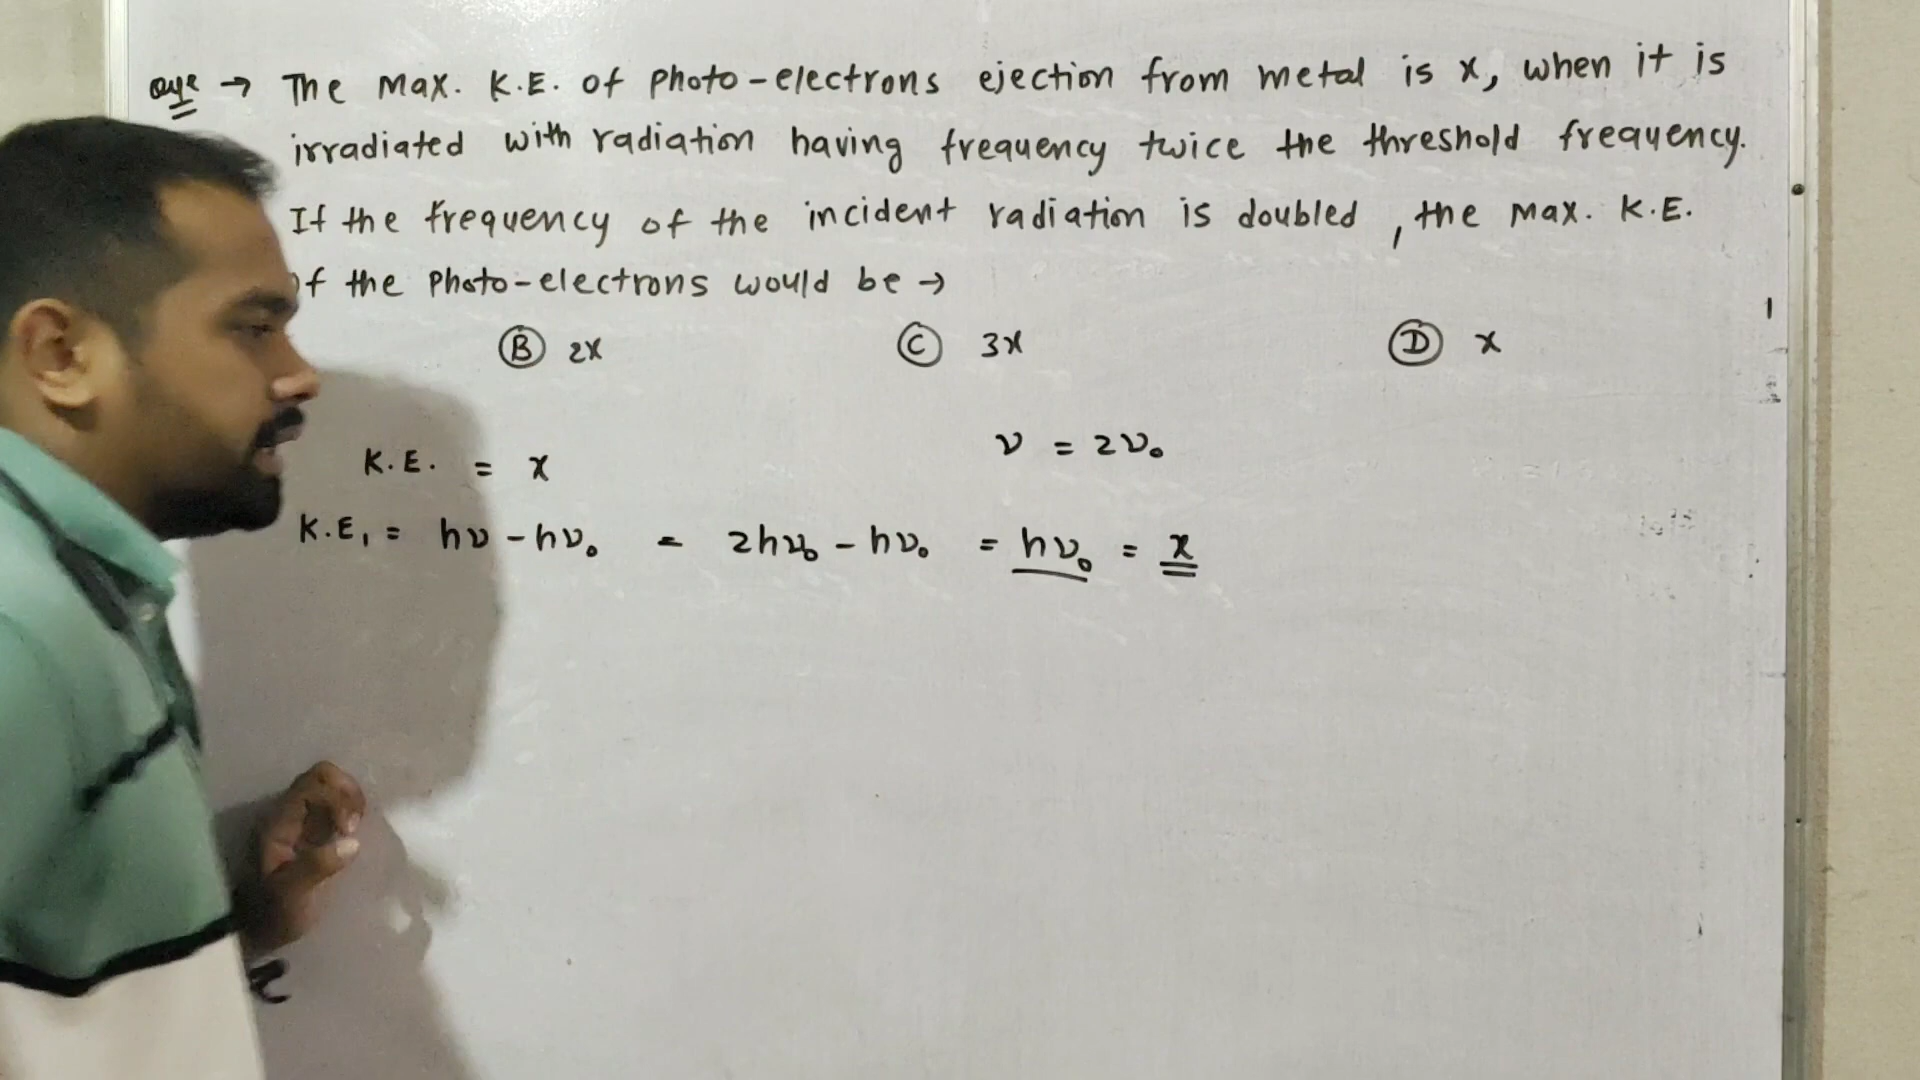 Que → The Max. K.E. of Photo-electrons ejection from metal is x, when it is
irradiated with radiation having frequency twice the threshold frequency.
If the frequency of the incident radiation is doubled, the max. K.E.
of the Photo-electrons would be →
Ⓑ 2x Ⓒ 3x Ⓓ x
K.E. = x ν = 2ν₀
K.E₁ = hν - hν₀ = 2hν₀ - hν₀ = hν₀ = x